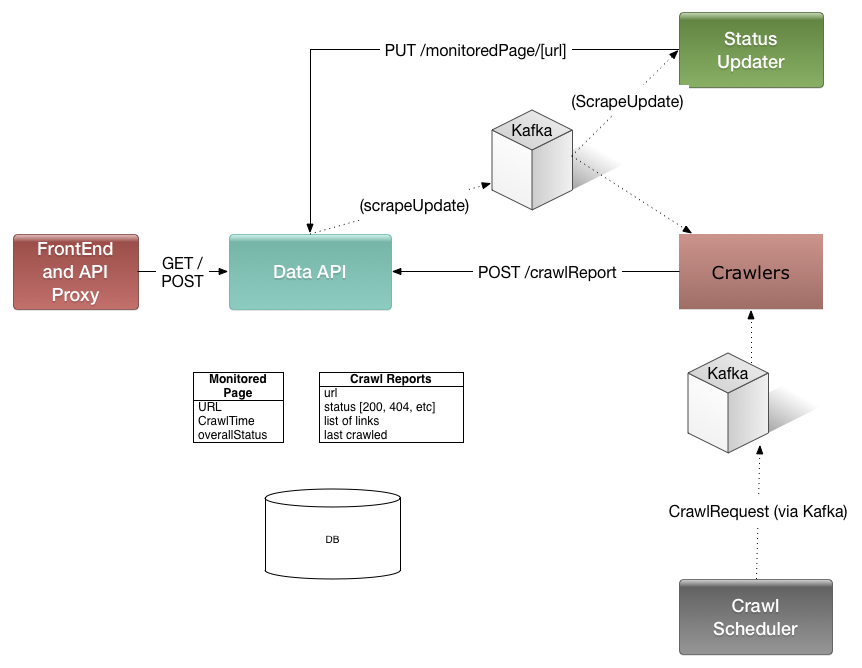 Status
Updater
PUT /monitoredPage/[url]
(ScrapeUpdate)
Kafka
(scrapeUpdate)
FrontEnd
and API
Proxy
GET /
POST
Data API
POST /crawlReport
Crawlers
Kafka
Monitored
Page
URL
CrawlTime
overallStatus
Crawl Reports
url
status [200, 404, etc]
list of links
last crawled
DB
CrawlRequest (via Kafka)
Crawl
Scheduler